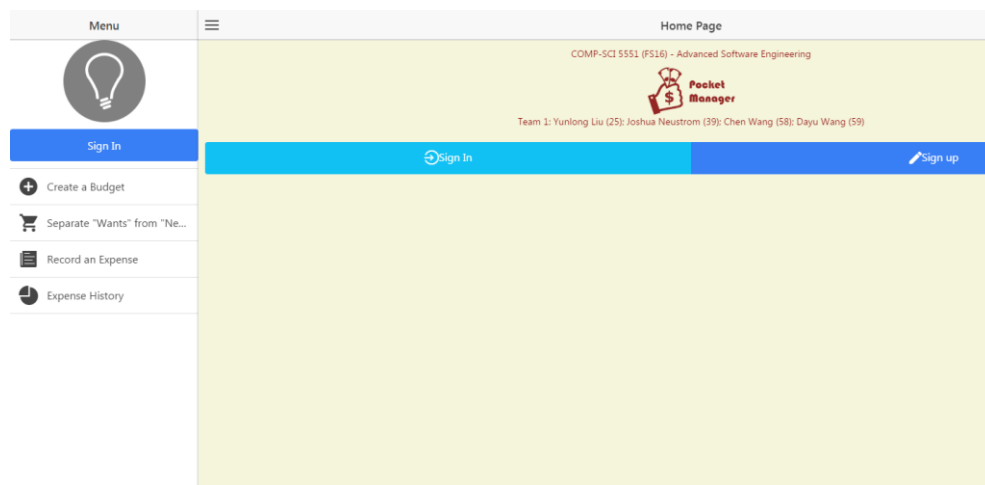 Menu
Home Page
COMP-SCI 5551 (FS16) - Advanced Software Engineering
$
Pocket
Manager
Team 1: Yunlong Liu (25); Joshua Neustrom (39); Chen Wang (58); Dayu Wang (59)
Sign In
Sign In
Sign up
Create a Budget
Separate "Wants" from "Ne...
Record an Expense
Expense History